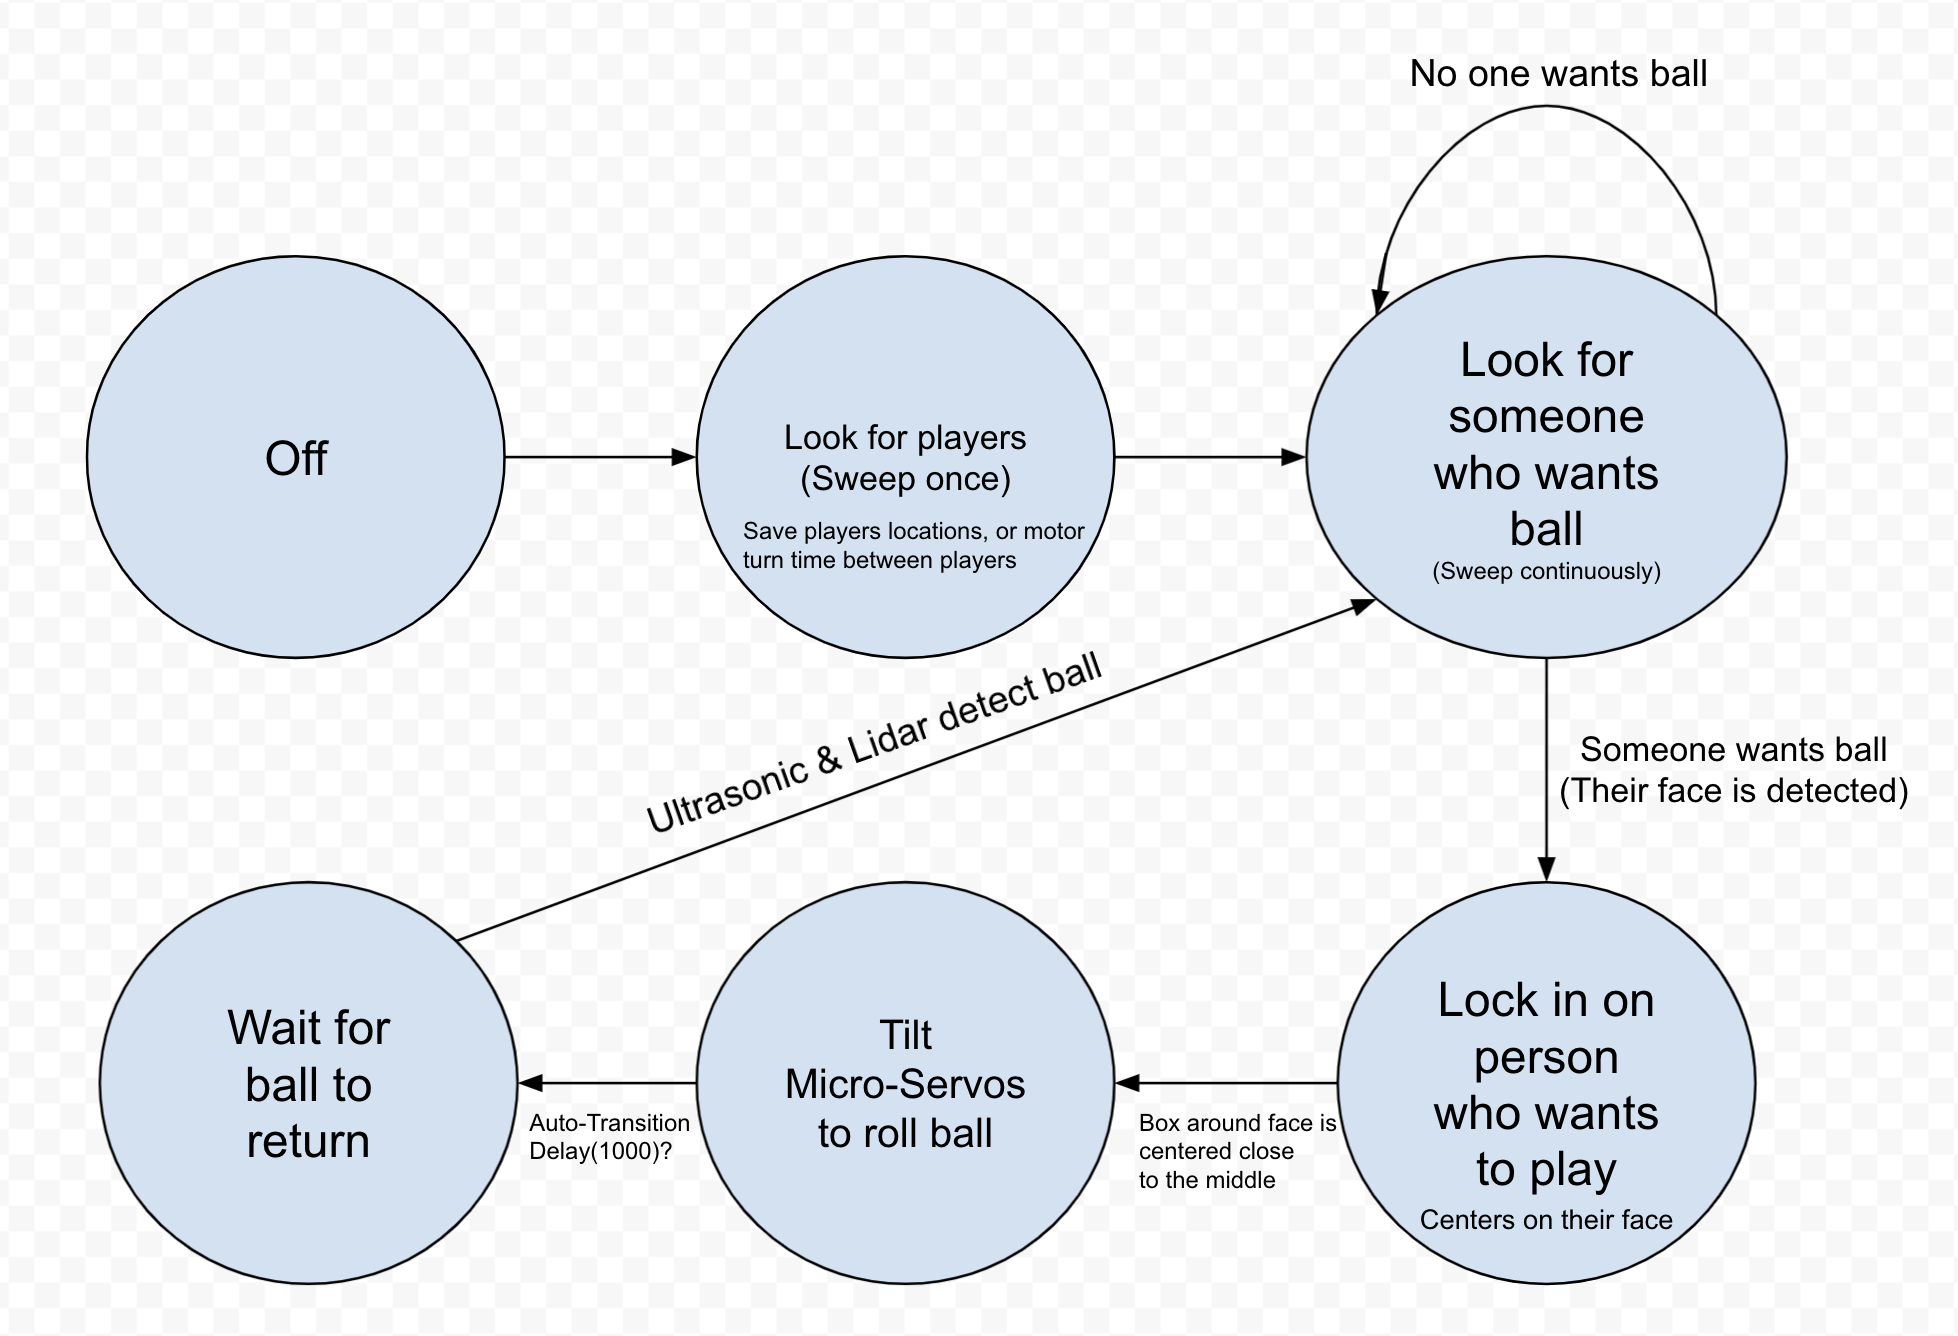 No one wants ball
Off
Look for players
(Sweep once)
Save players locations, or motor
turn time between players
Look for
someone
who wants
ball
(Sweep continuously)
Ultrasonic & Lidar detect ball
Someone wants ball
(Their face is detected)
Wait for
ball to
return
Auto-Transition
Delay(1000)?
Tilt
Micro-Servos
to roll ball
Box around face is
centered close
to the middle
Lock in on
person
who wants
to play
Centers on their face